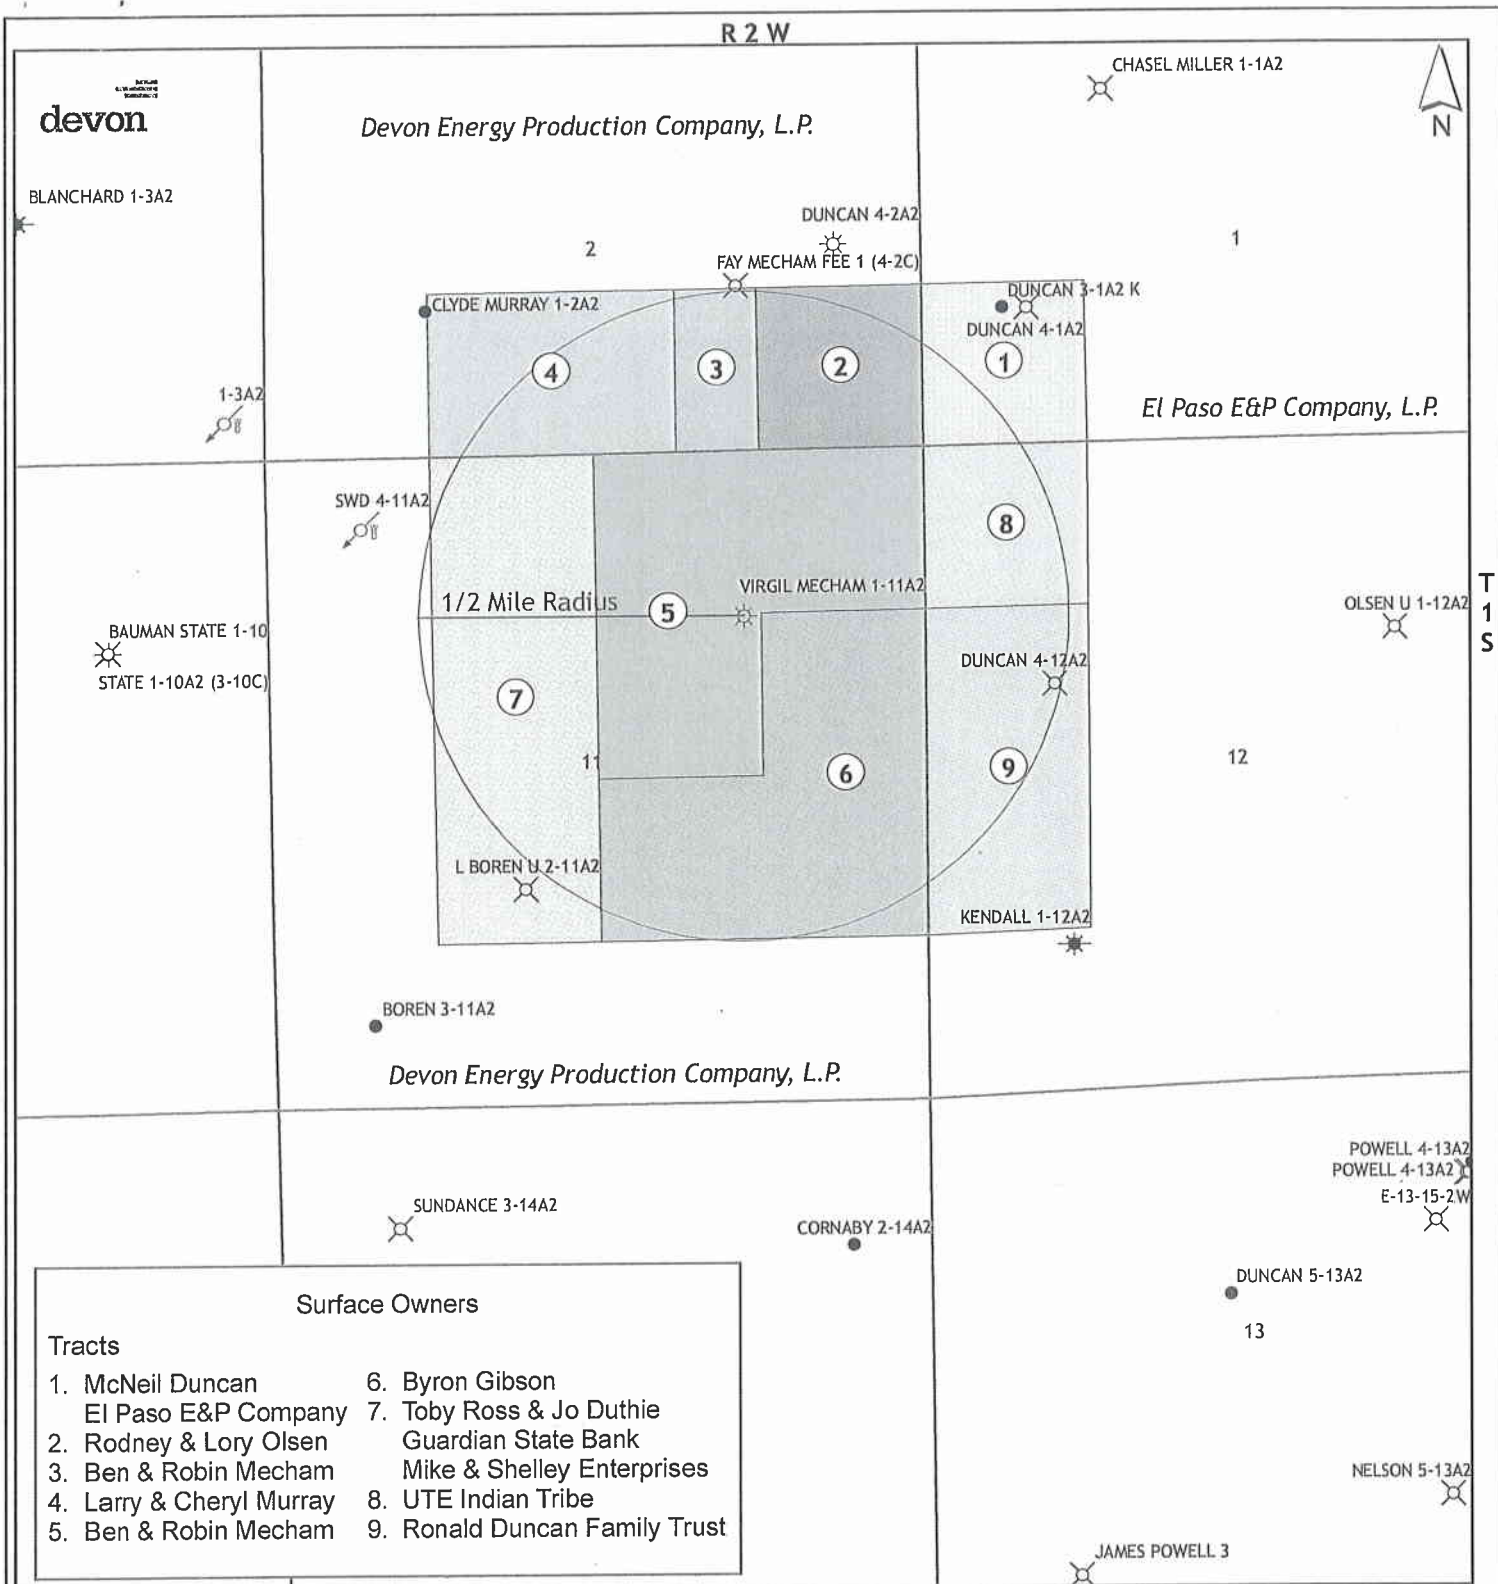 R 2 W
devon
Devon Energy Production Company, L.P.
CHASEL MILLER 1-1A2
N
BLANCHARD 1-3A2
DUNCAN 4-2A2
2
1
FAY MECHAM FEE 1 (4-2C)
CLYDE MURRAY 1-2A2
DUNCAN 3-1A2 K
DUNCAN 4-1A2
4
3
2
1
1-3A2
El Paso E&P Company, L.P.
SWD 4-11A2
8
1/2 Mile Radius
5
VIRGIL MECHAM 1-11A2
OLSEN U 1-12A2
T
1
S
BAUMAN STATE 1-10
STATE 1-10A2 (3-10C)
DUNCAN 4-12A2
7
11
6
9
12
L BOREN U 2-11A2
KENDALL 1-12A2
BOREN 3-11A2
Devon Energy Production Company, L.P.
POWELL 4-13A2
POWELL 4-13A2
E-13-15-2W
SUNDANCE 3-14A2
CORNABY 2-14A2
DUNCAN 5-13A2
13
NELSON 5-13A2
JAMES POWELL 3
Surface Owners
Tracts
1. McNeil Duncan
El Paso E&P Company
2. Rodney & Lory Olsen
3. Ben & Robin Mecham
4. Larry & Cheryl Murray
5. Ben & Robin Mecham
6. Byron Gibson
7. Toby Ross & Jo Duthie
Guardian State Bank
Mike & Shelley Enterprises
8. UTE Indian Tribe
9. Ronald Duncan Family Trust